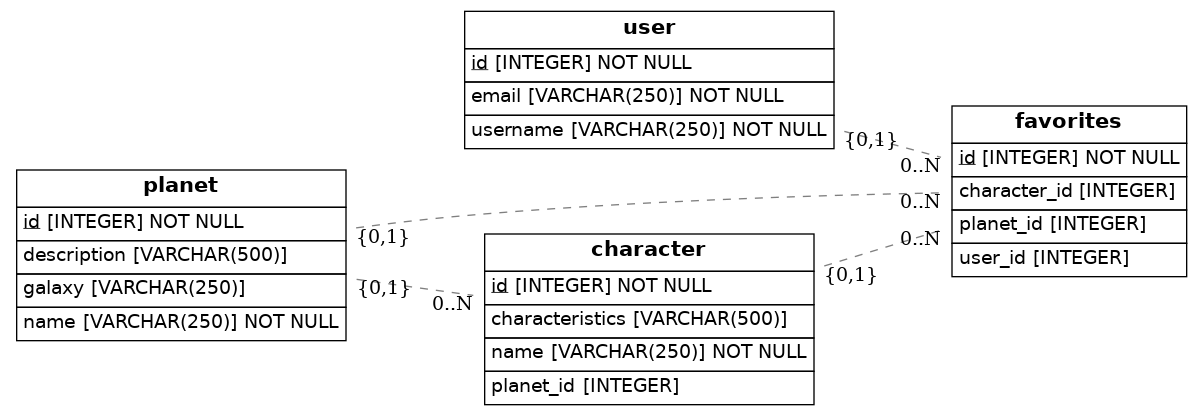 user
id [INTEGER] NOT NULL
email [VARCHAR(250)] NOT NULL
username [VARCHAR(250)] NOT NULL
{0,1}
0..N
favorites
id [INTEGER] NOT NULL
character_id [INTEGER]
planet_id [INTEGER]
user_id [INTEGER]
0..N
0..N
planet
id [INTEGER] NOT NULL
description [VARCHAR(500)]
galaxy [VARCHAR(250)]
name [VARCHAR(250)] NOT NULL
{0,1}
{0,1}
0..N
character
id [INTEGER] NOT NULL
characteristics [VARCHAR(500)]
name [VARCHAR(250)] NOT NULL
planet_id [INTEGER]
{0,1}